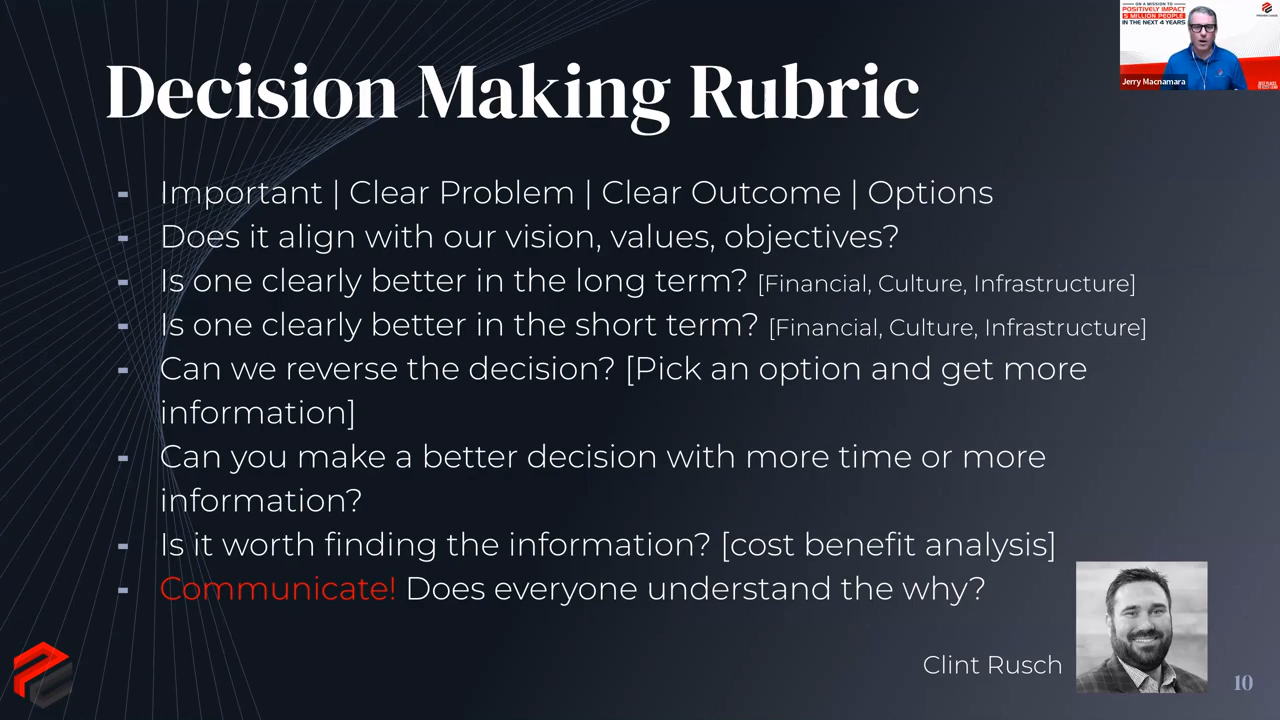 ON A MISSION TO
POSITIVELY IMPACT
5 MILLION PEOPLE
IN THE NEXT 4 YEARS
Jerry Macnamara
Decision Making Rubric
- Important | Clear Problem | Clear Outcome | Options
- Does it align with our vision, values, objectives?
- Is one clearly better in the long term? [Financial, Culture, Infrastructure]
- Is one clearly better in the short term? [Financial, Culture, Infrastructure]
- Can we reverse the decision? [Pick an option and get more
information]
- Can you make a better decision with more time or more
information?
- Is it worth finding the information? [cost benefit analysis]
- Communicate! Does everyone understand the why?
Clint Rusch
10